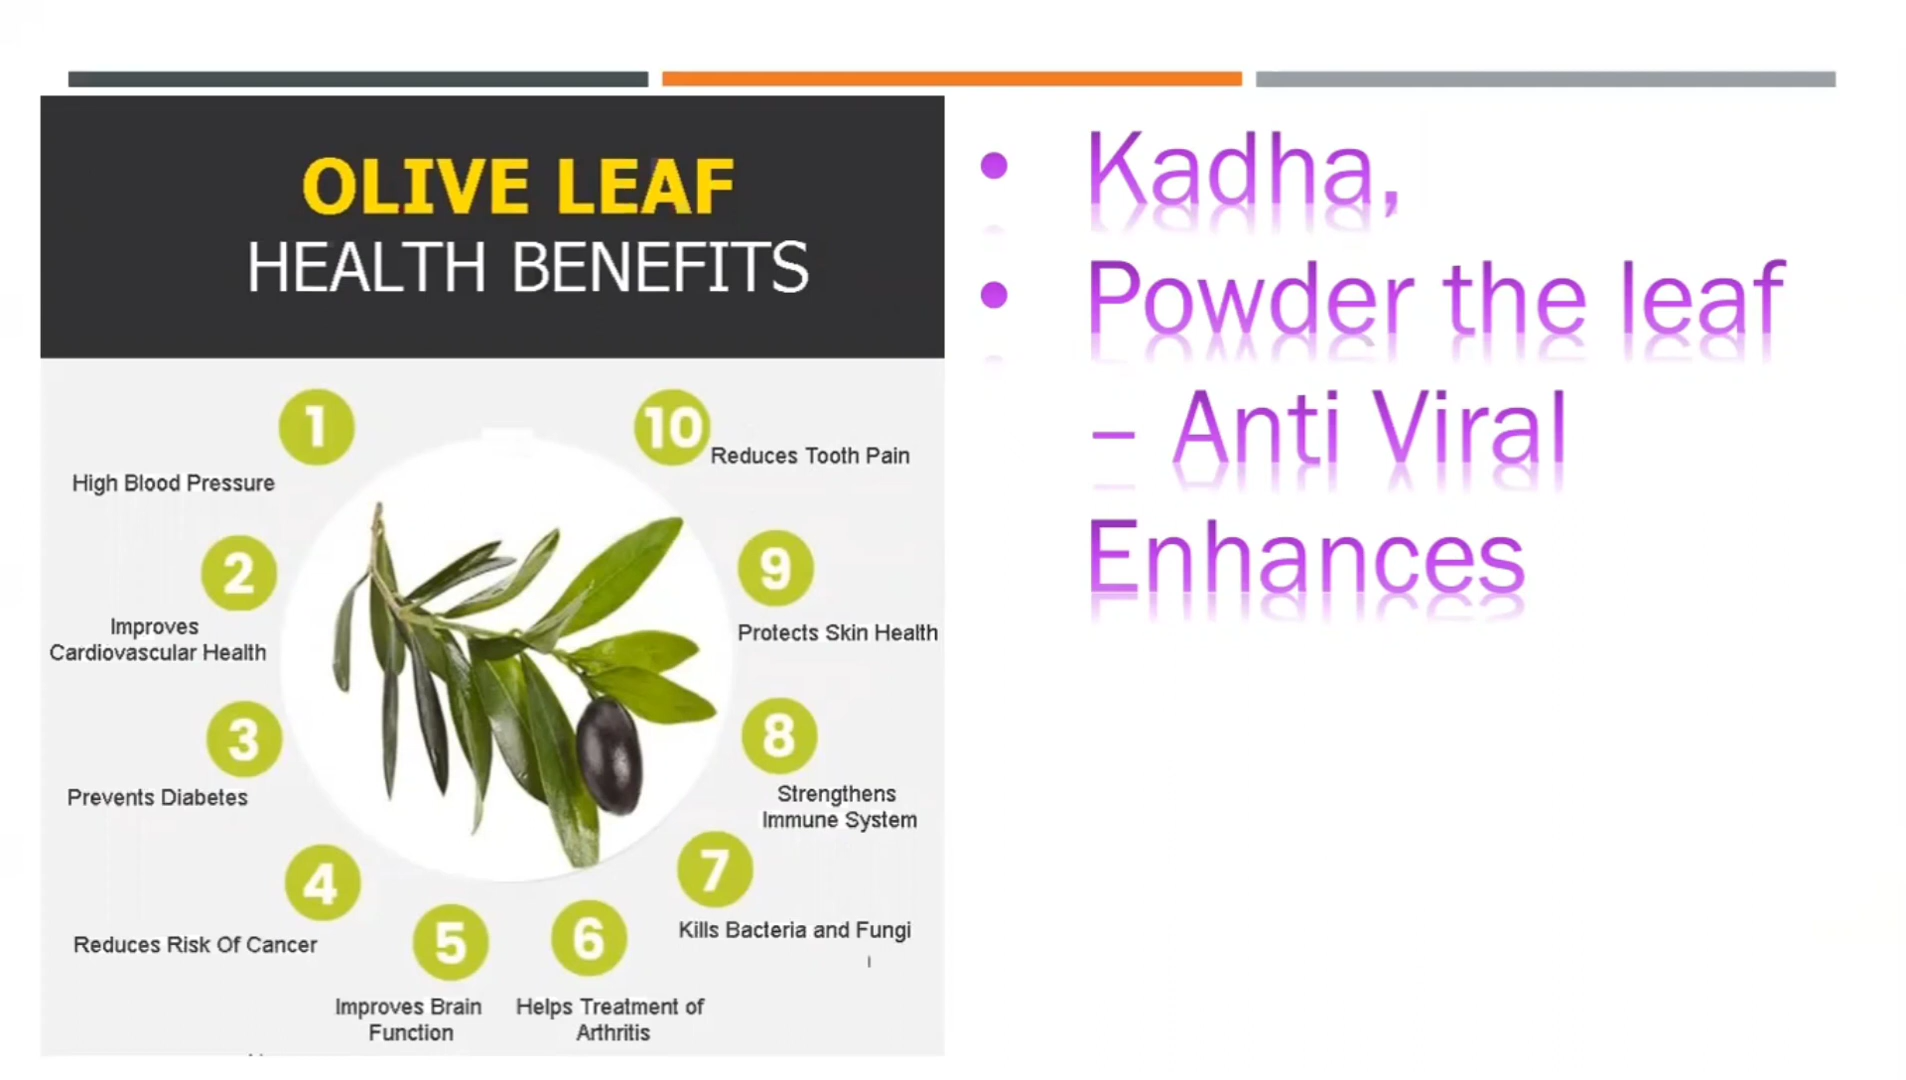 OLIVE LEAF
HEALTH BENEFITS
1
High Blood Pressure
2
Improves
Cardiovascular Health
3
Prevents Diabetes
4
Reduces Risk Of Cancer
5
Improves Brain
Function
6
Helps Treatment of
Arthritis
7
Kills Bacteria and Fungi
8
Strengthens
Immune System
9
Protects Skin Health
10
Reduces Tooth Pain
• Kadha,
• Powder the leaf
– Anti Viral
Enhances